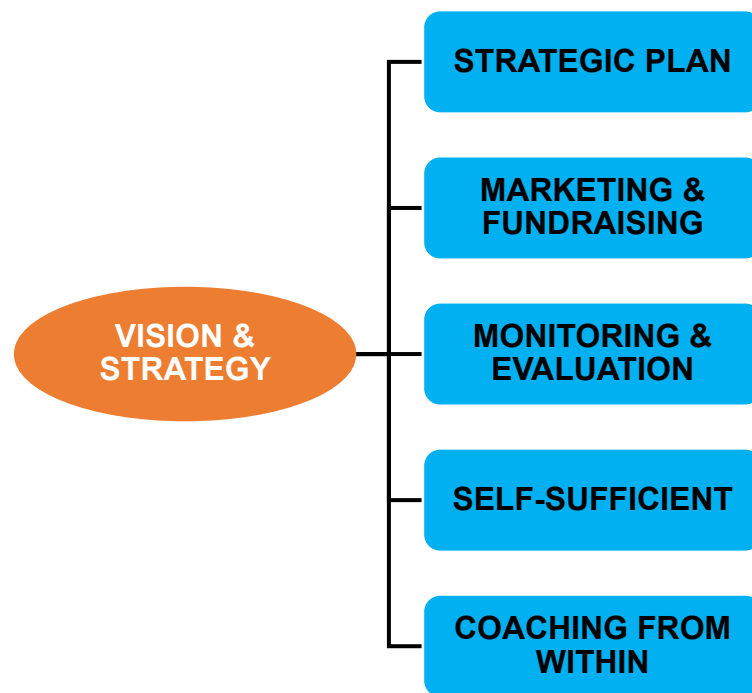 STRATEGIC PLAN
MARKETING &
FUNDRAISING
VISION &
STRATEGY
MONITORING &
EVALUATION
SELF-SUFFICIENT
COACHING FROM
WITHIN